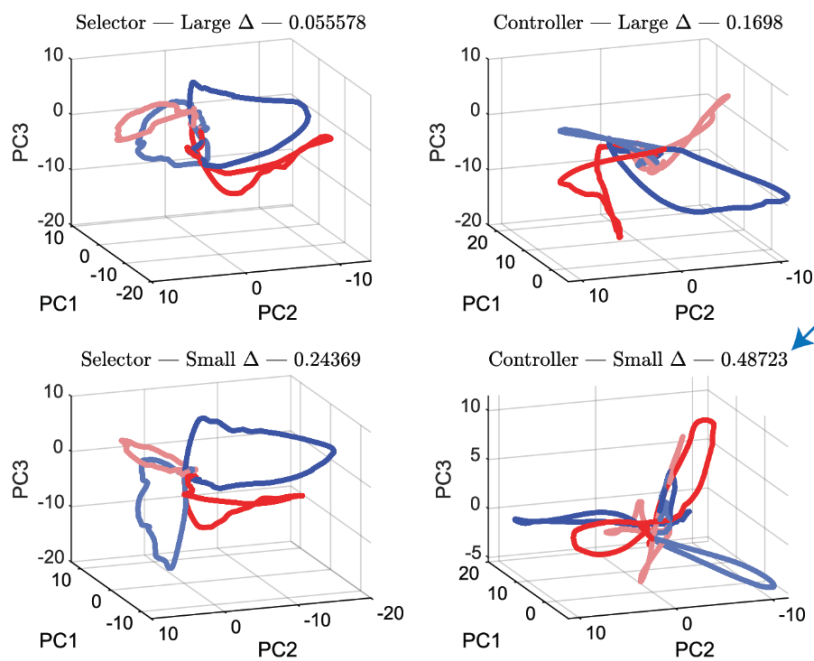 Selector — Large Δ — 0.055578
10
0
-10
-20
PC3
10
0
-10
-20
PC1
10
0
-10
PC2
Controller — Large Δ — 0.1698
10
0
-10
-20
PC3
20
10
0
PC1
10
0
-10
PC2
Selector — Small Δ — 0.24369
10
0
-10
-20
PC3
10
0
-10
PC1
10
0
-10
-20
PC2
Controller — Small Δ — 0.48723
10
5
0
-5
PC3
20
10
0
PC1
10
0
-10
PC2